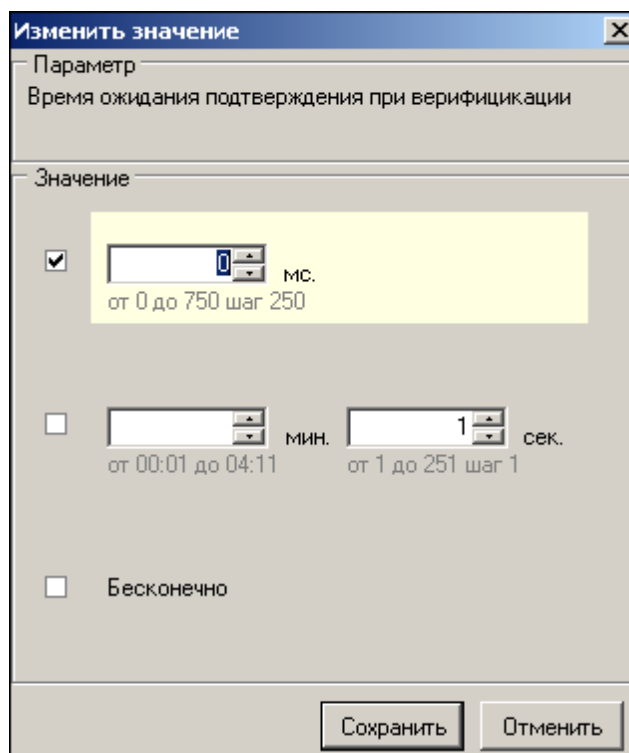 Изменить значение
Параметр
Время ожидания подтверждения при верифицикации
Значение
0 мс.
от 0 до 750 шаг 250
мин. 1 сек.
от 00:01 до 04:11 от 1 до 251 шаг 1
Бесконечно
Сохранить Отменить